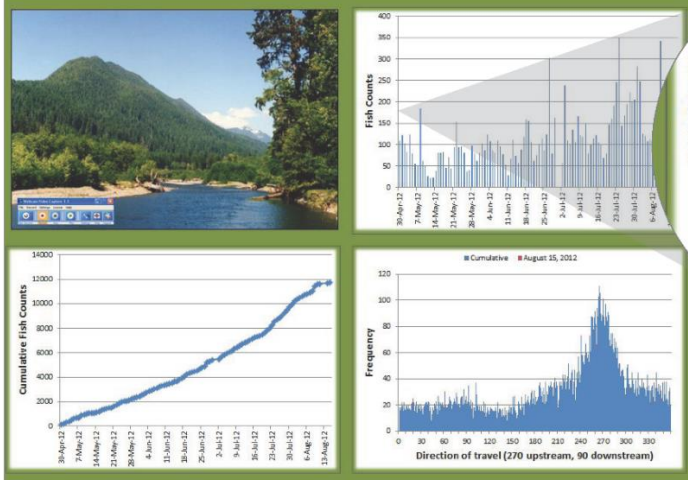 400
350
300
250
200
150
100
50
0
Fish Counts
30-Apr-12
7-May-12
14-May-12
21-May-12
28-May-12
4-Jun-12
11-Jun-12
18-Jun-12
25-Jun-12
2-Jul-12
9-Jul-12
16-Jul-12
23-Jul-12
30-Jul-12
6-Aug-12
14000
12000
10000
8000
6000
4000
2000
0
Cumulative Fish Counts
30-Apr-12
7-May-12
14-May-12
21-May-12
28-May-12
4-Jun-12
11-Jun-12
18-Jun-12
25-Jun-12
2-Jul-12
9-Jul-12
16-Jul-12
23-Jul-12
30-Jul-12
6-Aug-12
13-Aug-12
Cumulative August 15, 2012
120
100
80
60
40
20
0
Frequency
0 30 60 90 120 150 180 210 240 270 300 330
Direction of travel (270 upstream, 90 downstream)